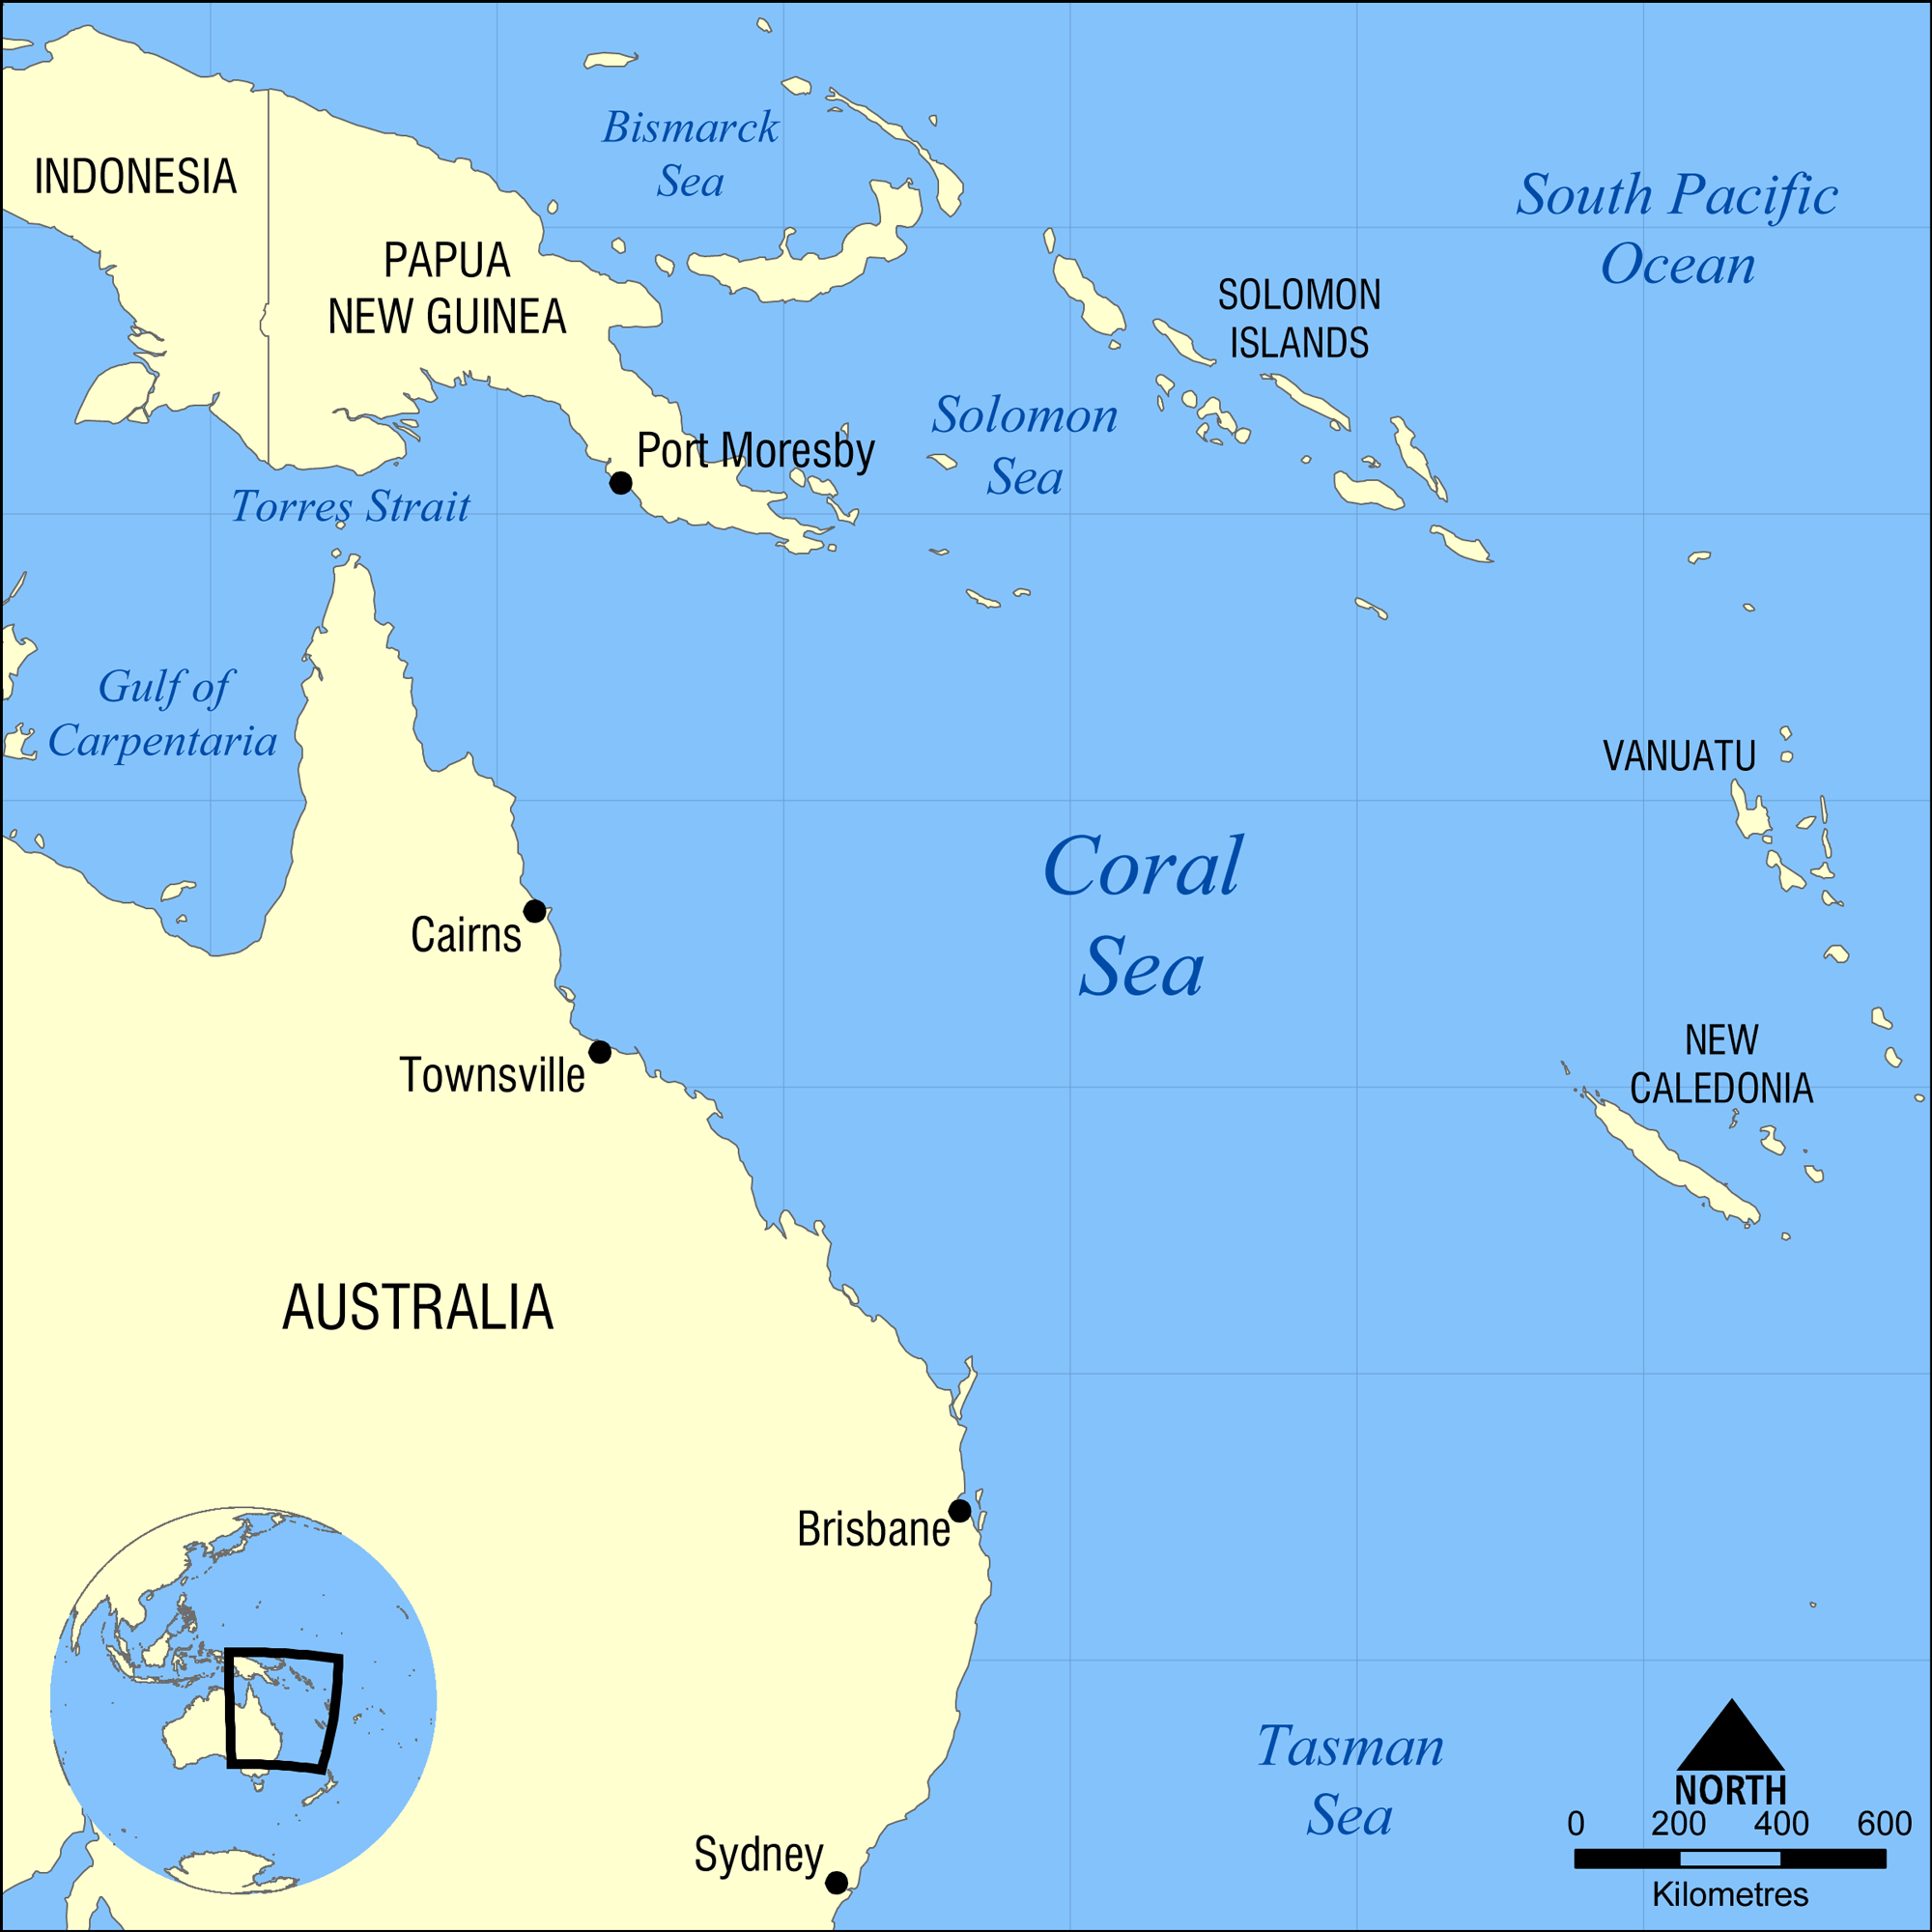 Bismarck
Sea
INDONESIA
South Pacific
Ocean
PAPUA
NEW GUINEA
SOLOMON
ISLANDS
Solomon
Sea
Port Moresby
Torres Strait
Gulf of
Carpentaria
VANUATU
Coral
Sea
Cairns
NEW
CALEDONIA
Townsville
AUSTRALIA
Brisbane
Tasman
Sea
NORTH
0 200 400 600
Kilometres
Sydney